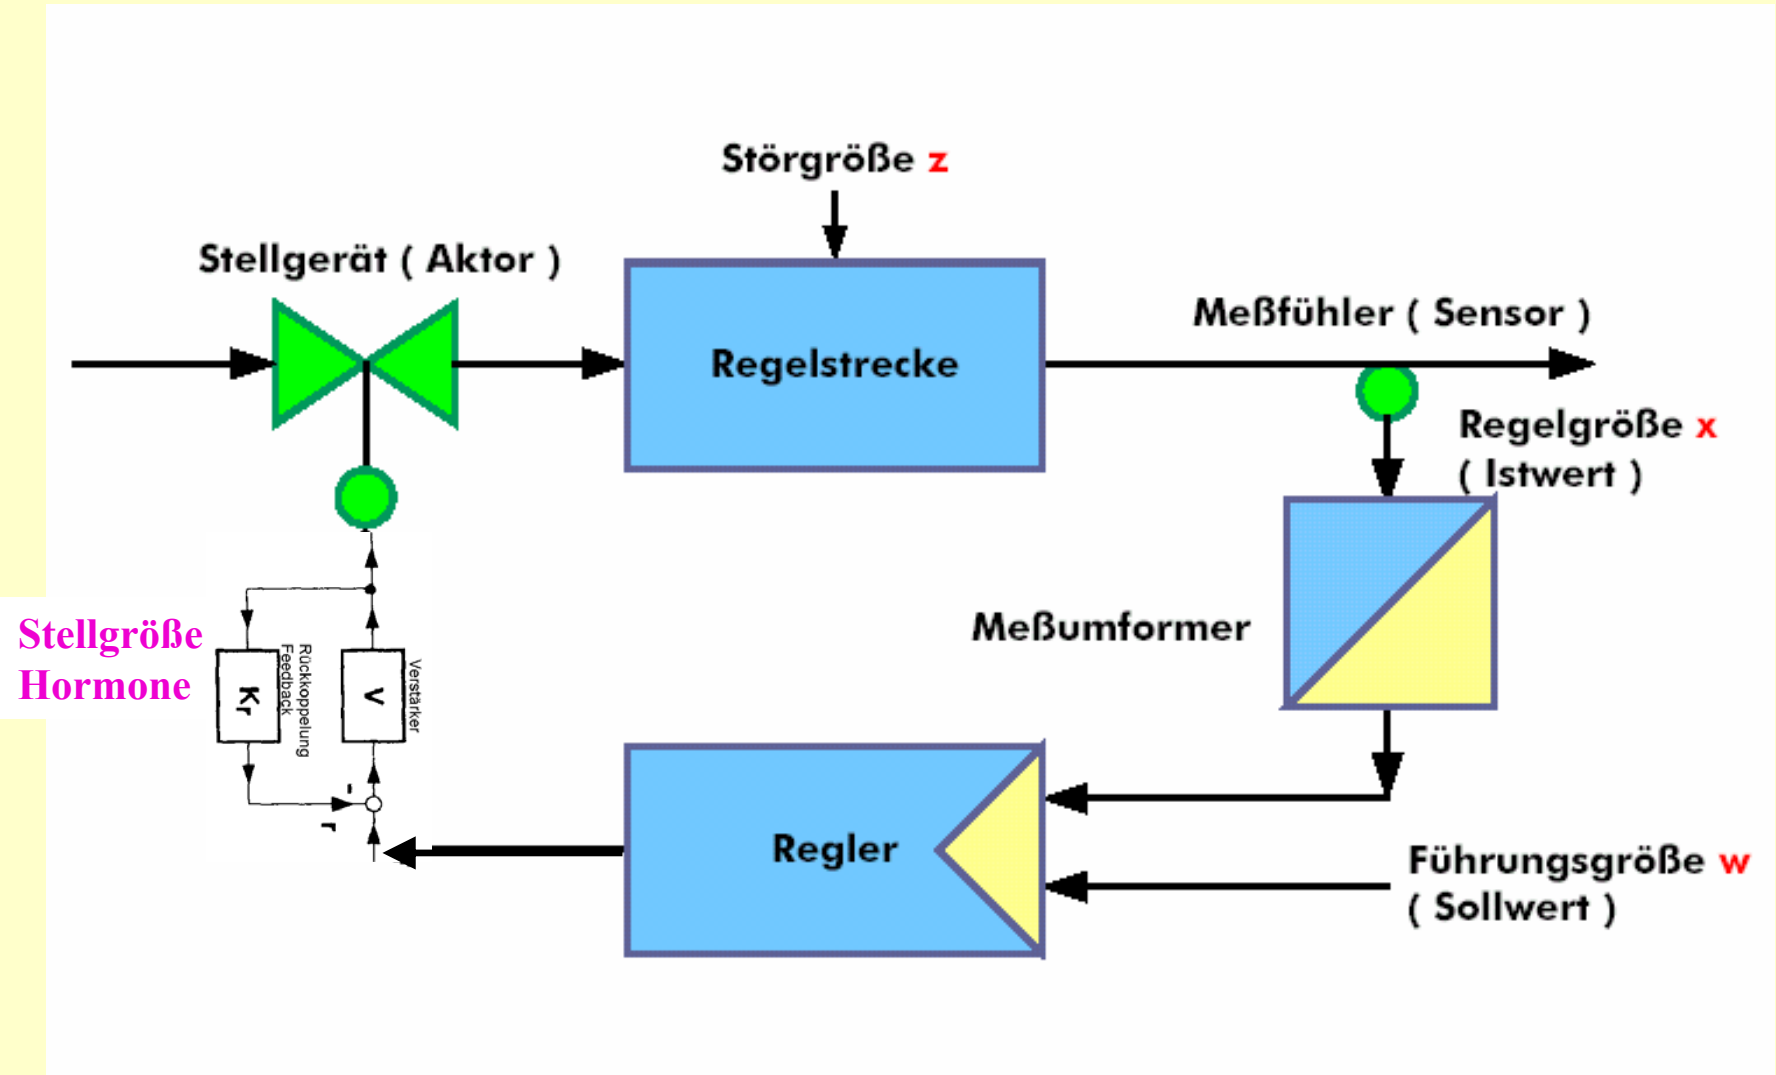 Störgröße z
Stellgerät ( Aktor )
Meßfühler ( Sensor )
Regelstrecke
Regelgröße x
( Istwert )
Stellgröße
Hormone
Kr
Rückkoppelung
Feedback
V
Verstärker
-
r
Meßumformer
Regler
Führungsgröße w
( Sollwert )